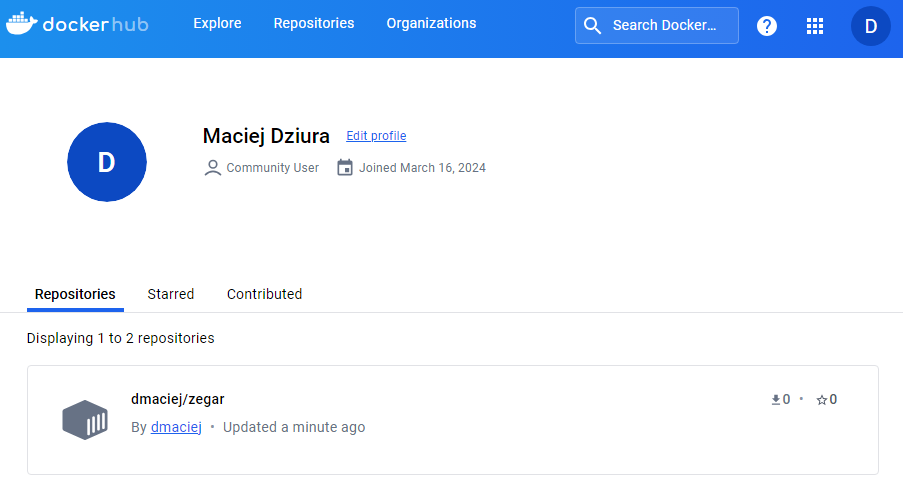 dockerhub Explore Repositories Organizations Search Docker... ? D
D
Maciej Dziura Edit profile
Community User Joined March 16, 2024
Repositories Starred Contributed
Displaying 1 to 2 repositories
dmaciej/zegar 0 • 0
By dmaciej • Updated a minute ago